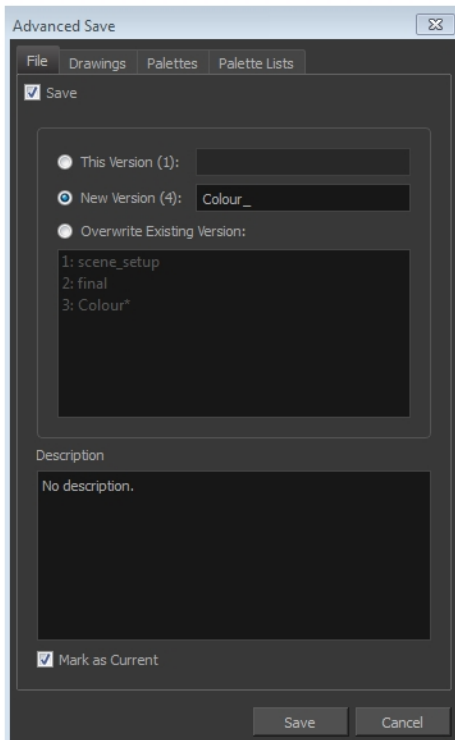 Advanced Save
File Drawings Palettes Palette Lists
Save
This Version (1):
New Version (4): Colour_
Overwrite Existing Version:
1: scene_setup
2: final
3: Colour*
Description
No description.
Mark as Current
Save Cancel